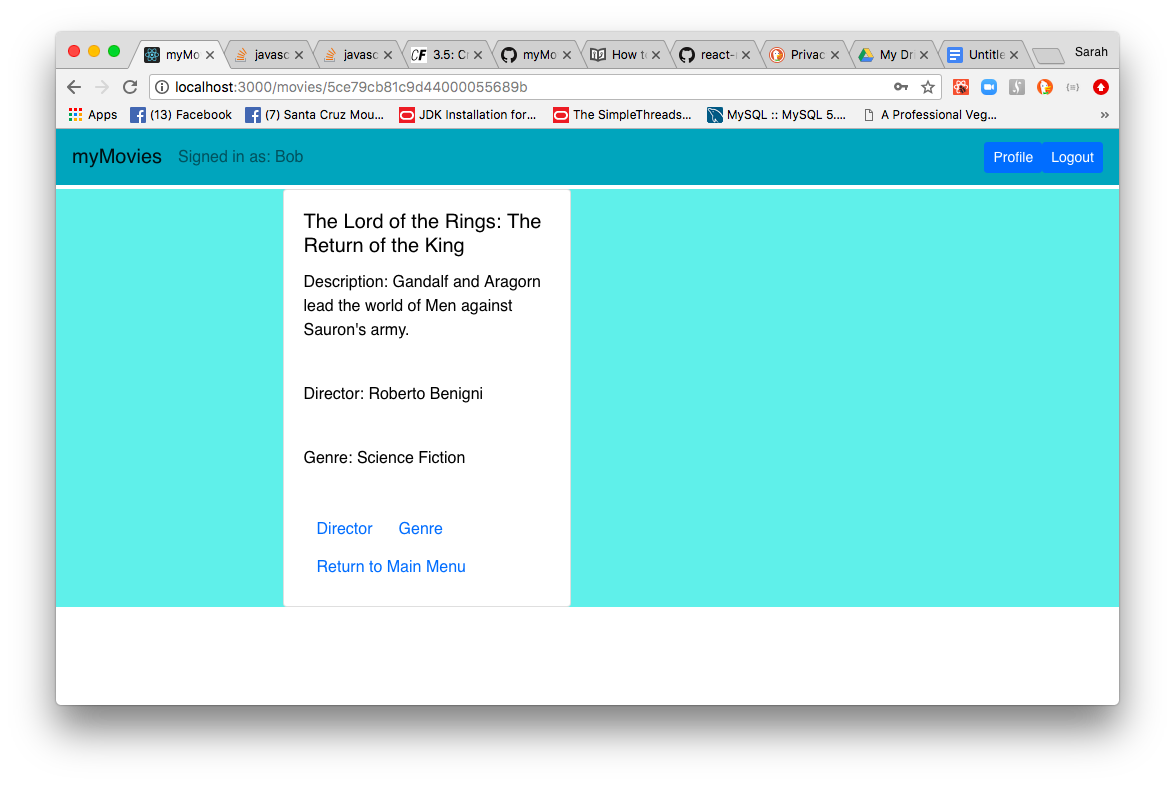 myMo
javasc
javasc
CF 3.5: Cr
myMo
How to
react-
Privac
My Dri
Untitle
Sarah
localhost:3000/movies/5ce79cb81c9d44000055689b
Apps
(13) Facebook
(7) Santa Cruz Mou...
JDK Installation for...
The SimpleThreads...
MySQL :: MySQL 5....
A Professional Veg...
»
myMovies Signed in as: Bob
Profile Logout
The Lord of the Rings: The
Return of the King
Description: Gandalf and Aragorn
lead the world of Men against
Sauron's army.
Director: Roberto Benigni
Genre: Science Fiction
Director Genre
Return to Main Menu